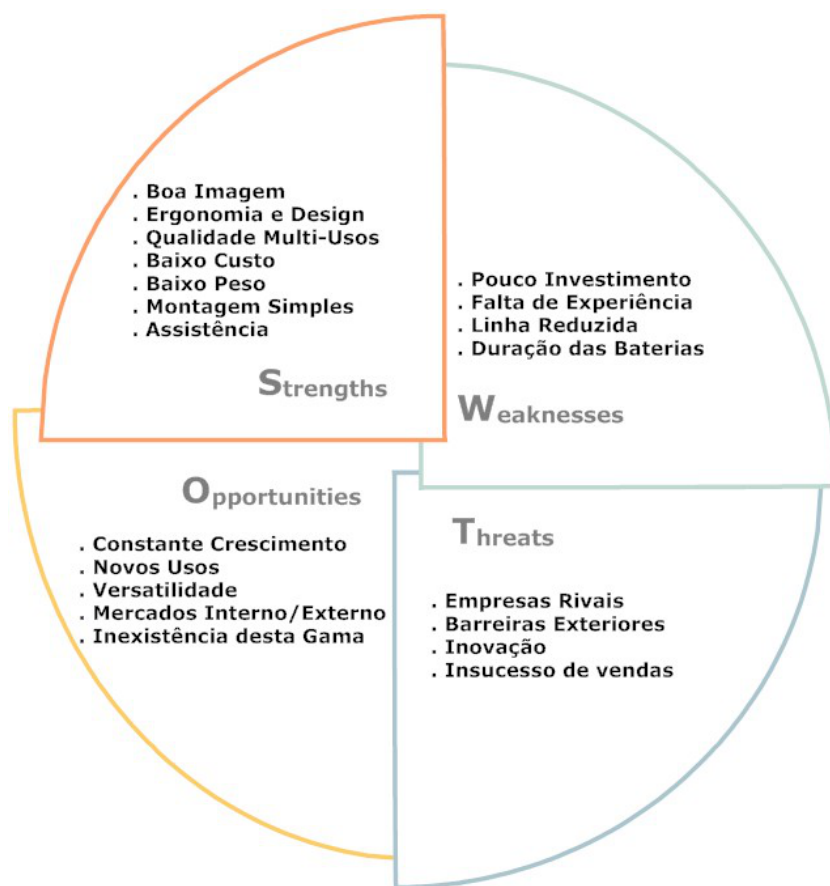 . Boa Imagem
. Ergonomia e Design
. Qualidade Multi-Usos
. Baixo Custo
. Baixo Peso
. Montagem Simples
. Assistência
Strengths
. Pouco Investimento
. Falta de Experiência
. Linha Reduzida
. Duração das Baterias
Weaknesses
Opportunities
. Constante Crescimento
. Novos Usos
. Versatilidade
. Mercados Interno/Externo
. Inexistência desta Gama
Threats
. Empresas Rivais
. Barreiras Exteriores
. Inovação
. Insucesso de vendas